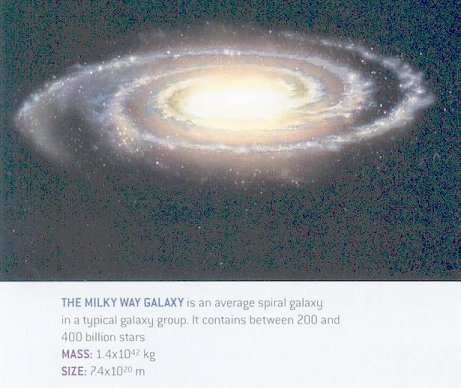 THE MILKY WAY GALAXY is an average spiral galaxy
in a typical galaxy group. It contains between 200 and
400 billion stars
MASS: 1.4x10⁴² kg
SIZE: 7.4x10²⁰ m